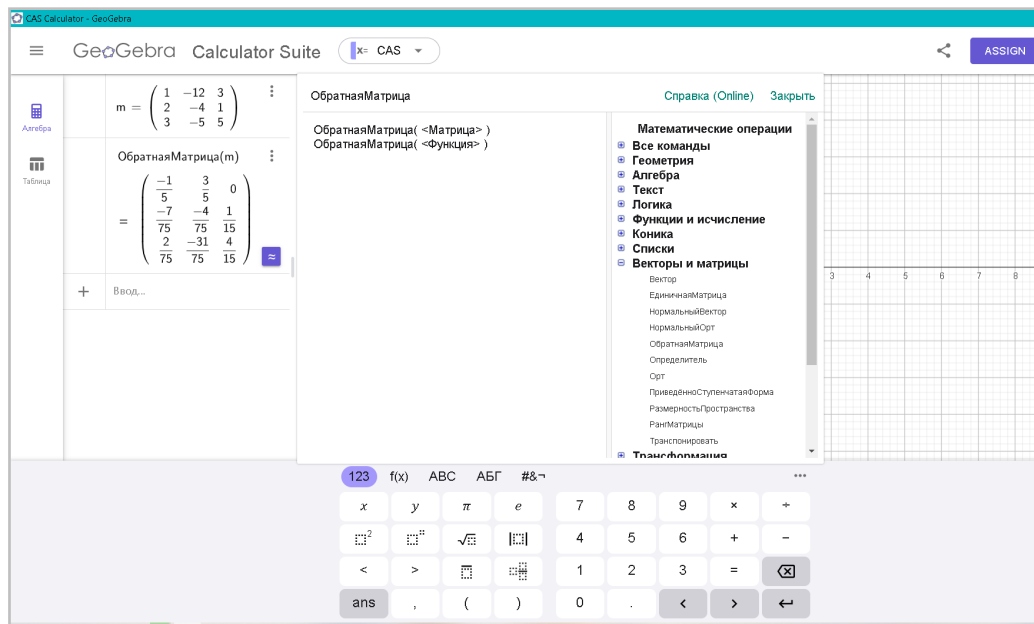 CAS Calculator - GeoGebra
GeoGebra Calculator Suite x= CAS ASSIGN
Алгебра
Таблица
m = ( 1 −12 3
2 −4 1
3 −5 5 )
ОбратнаяМатрица(m)
= ( −1/5 3/5 0
−7/75 −4/75 1/15
2/75 −31/75 4/15 )
≈
+ Ввод...
ОбратнаяМатрица Справка (Online) Закрыть
ОбратнаяМатрица( <Матрица> )
ОбратнаяМатрица( <Функция> )
Математические операции
Все команды
Геометрия
Алгебра
Текст
Логика
Функции и исчисление
Коника
Списки
Векторы и матрицы
Вектор
ЕдиничнаяМатрица
НормальныйВектор
НормальныйОрт
ОбратнаяМатрица
Определитель
Орт
ПриведённоСтупенчатаяФорма
РазмерностьПространства
РангМатрицы
Транспонировать
Трансформация
3 4 5 6 7 8
123 f(x) ABC АБГ #&¬
x y π e 7 8 9 × ÷
2 √ 4 5 6 + −
< > 1 2 3 =
ans , ( ) 0 . < >